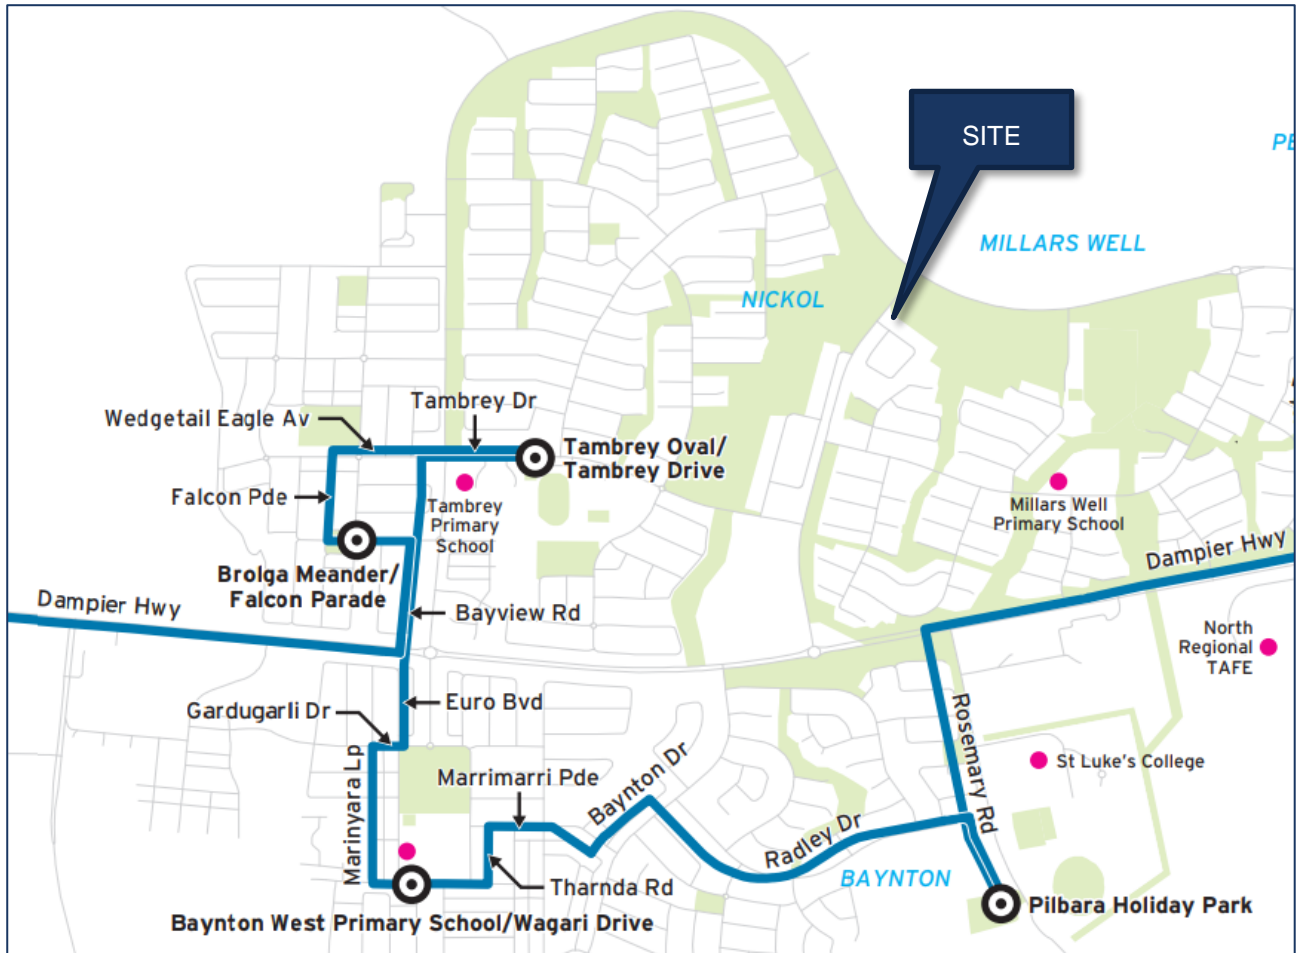 SITE
PE
MILLARS WELL
NICKOL
Tambrey Dr
Wedgetail Eagle Av
Tambrey Oval/
Tambrey Drive
Falcon Pde
Tambrey
Primary
School
Millars Well
Primary School
Dampier Hwy
Brolga Meander/
Falcon Parade
Dampier Hwy
Bayview Rd
North
Regional
TAFE
Gardugarli Dr
Euro Bvd
Rosemary Rd
St Luke's College
Marinyara Lp
Marrimarri Pde
Baynton Dr
Radley Dr
BAYNTON
Tharnda Rd
Pilbara Holiday Park
Baynton West Primary School/Wagari Drive